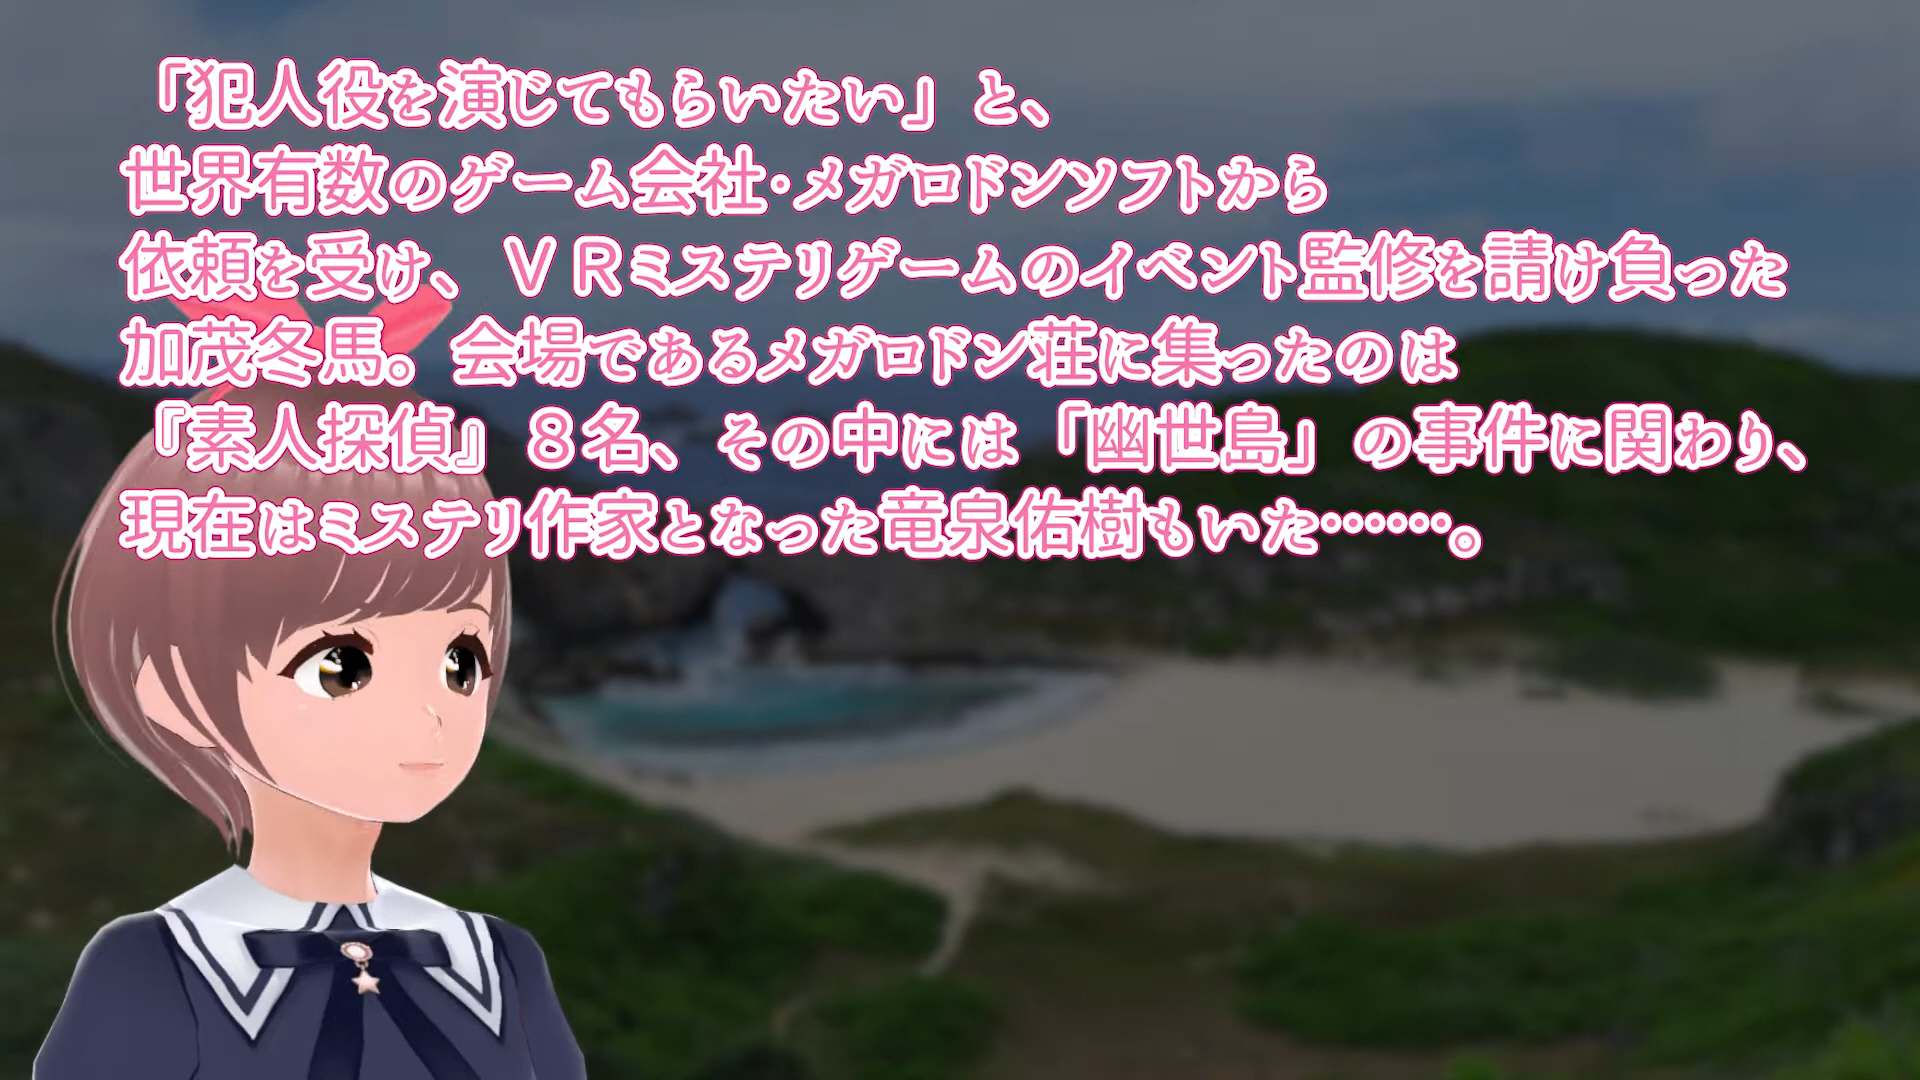 「犯人役を演じてもらいたい」と、
世界有数のゲーム会社・メガロドンソフトから
依頼を受け、ＶＲミステリゲームのイベント監修を請け負った
加茂冬馬。会場であるメガロドン荘に集ったのは
『素人探偵』８名、その中には「幽世島」の事件に関わり、
現在はミステリ作家となった竜泉佑樹もいた……。